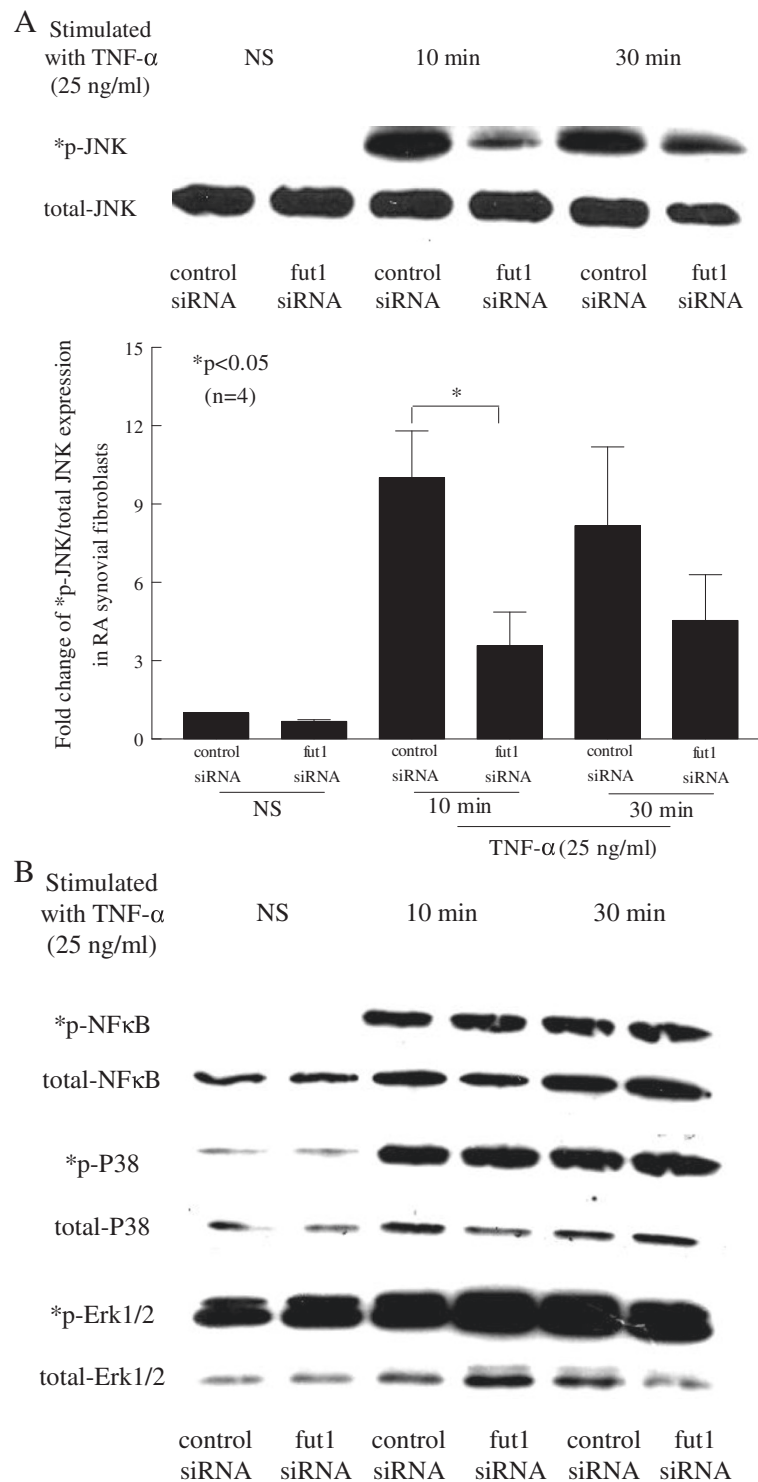 A
Stimulated
with TNF-α
(25 ng/ml)
NS 10 min 30 min
*p-JNK
total-JNK
control siRNA fut1 siRNA control siRNA fut1 siRNA control siRNA fut1 siRNA
Fold change of *p-JNK/total JNK expression
in RA synovial fibroblasts
15
12
9
6
3
0
*p<0.05
(n=4)
*
control siRNA fut1 siRNA control siRNA fut1 siRNA control siRNA fut1 siRNA
NS 10 min 30 min
TNF-α (25 ng/ml)
B
Stimulated
with TNF-α
(25 ng/ml)
NS 10 min 30 min
*p-NFκB
total-NFκB
*p-P38
total-P38
*p-Erk1/2
total-Erk1/2
control siRNA fut1 siRNA control siRNA fut1 siRNA control siRNA fut1 siRNA